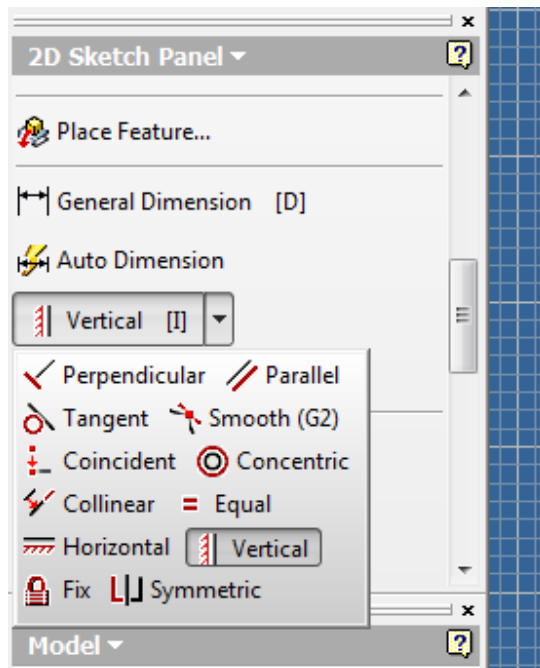 2D Sketch Panel
Place Feature...
General Dimension [D]
Auto Dimension
Vertical [I]
Perpendicular Parallel
Tangent Smooth (G2)
Coincident Concentric
Collinear Equal
Horizontal Vertical
Fix Symmetric
Model